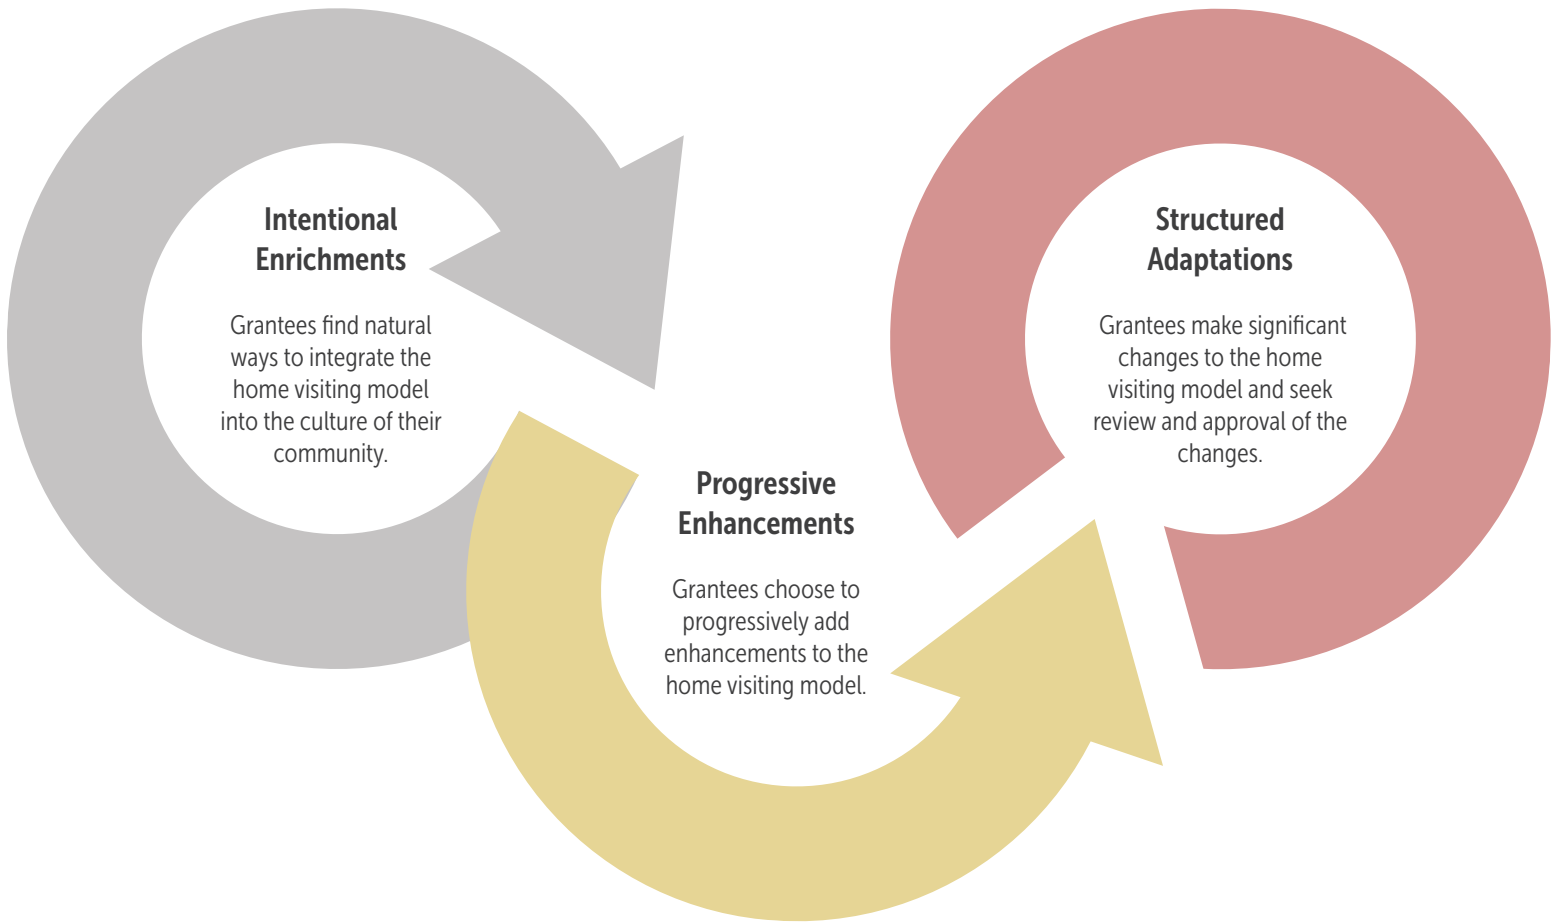 Intentional
Enrichments
Grantees find natural
ways to integrate the
home visiting model
into the culture of their
community.
Progressive
Enhancements
Grantees choose to
progressively add
enhancements to the
home visiting model.
Structured
Adaptations
Grantees make significant
changes to the home
visiting model and seek
review and approval of the
changes.